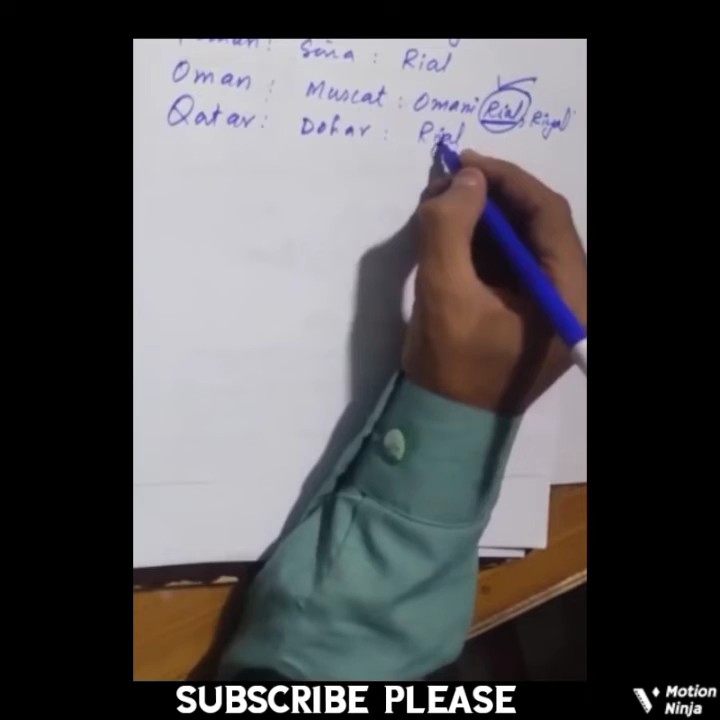 Sana : Rial
Oman : Muscat : Omani Rial, Riyal
Qatar : Dohar : Rial
SUBSCRIBE PLEASE
Motion
Ninja